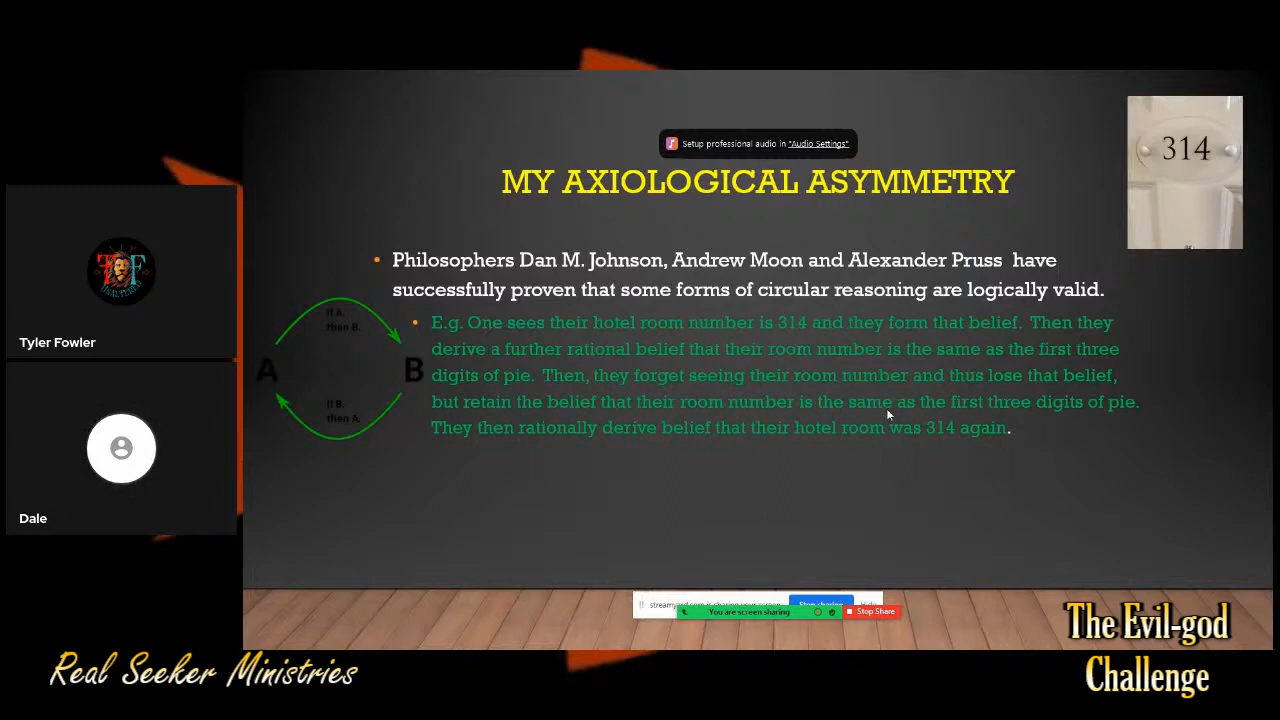 Setup professional audio in "Audio Settings"
314
MY AXIOLOGICAL ASYMMETRY
Philosophers Dan M. Johnson, Andrew Moon and Alexander Pruss have
successfully proven that some forms of circular reasoning are logically valid.
E.g. One sees their hotel room number is 314 and they form that belief. Then they
derive a further rational belief that their room number is the same as the first three
digits of pie. Then, they forget seeing their room number and thus lose that belief,
but retain the belief that their room number is the same as the first three digits of pie.
They then rationally derive belief that their hotel room was 314 again.
If A.
then B.
A
B
If B.
then A.
Tyler Fowler
Dale
You are screen sharing
Stop Share
The Evil-god
Challenge
Real Seeker Ministries